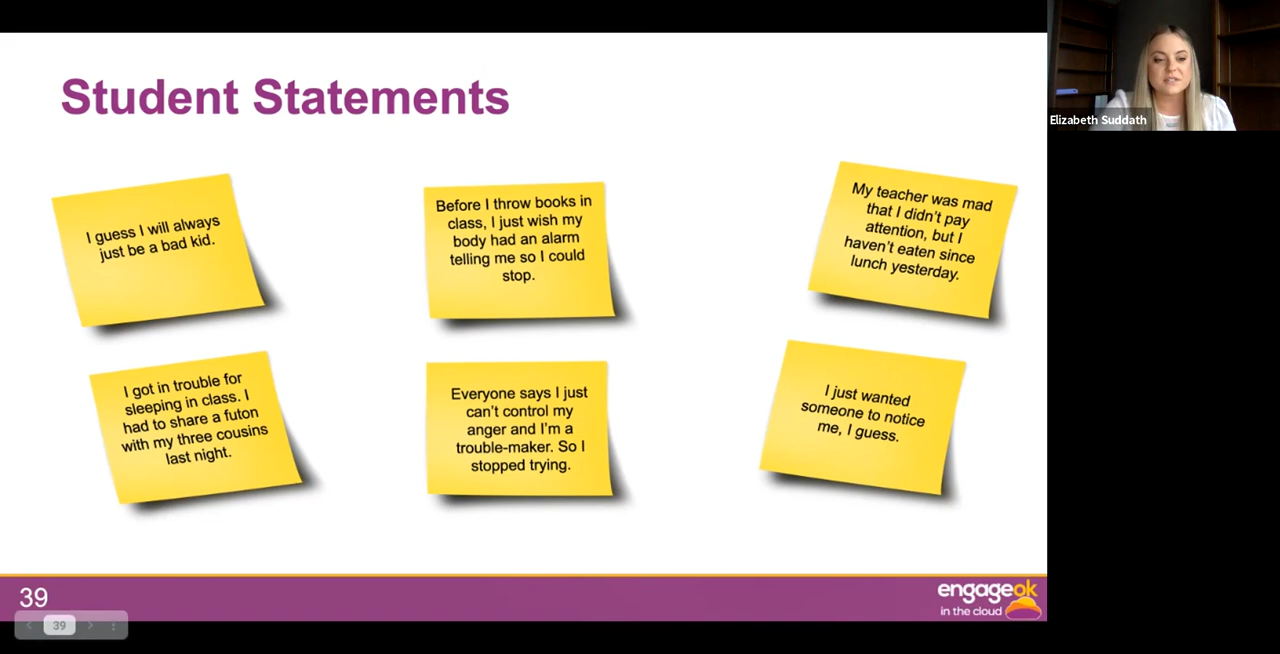 Student Statements
I guess I will always
just be a bad kid.
Before I throw books in
class, I just wish my
body had an alarm
telling me so I could
stop.
My teacher was mad
that I didn't pay
attention, but I
haven't eaten since
lunch yesterday.
I got in trouble for
sleeping in class. I
had to share a futon
with my three cousins
last night.
Everyone says I just
can't control my
anger and I'm a
trouble-maker. So I
stopped trying.
I just wanted
someone to notice
me, I guess.
39
39
engageok
in the cloud
Elizabeth Suddath